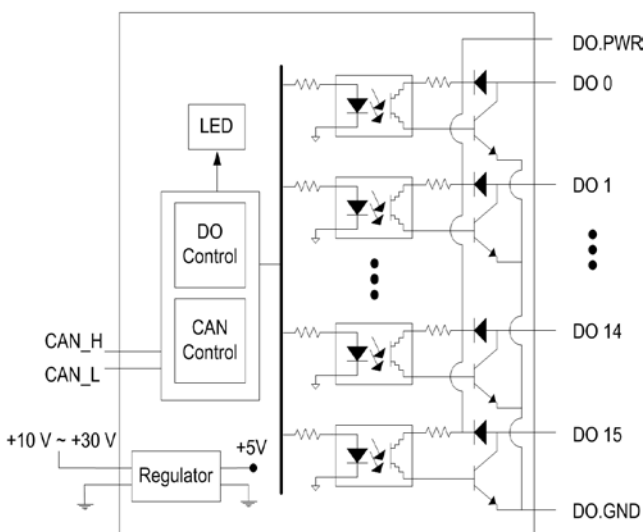 DO.PWR
DO 0
LED
DO 1
DO
Control
CAN
Control
CAN_H
CAN_L
DO 14
+10 V ~ +30 V
+5V
Regulator
DO 15
DO.GND